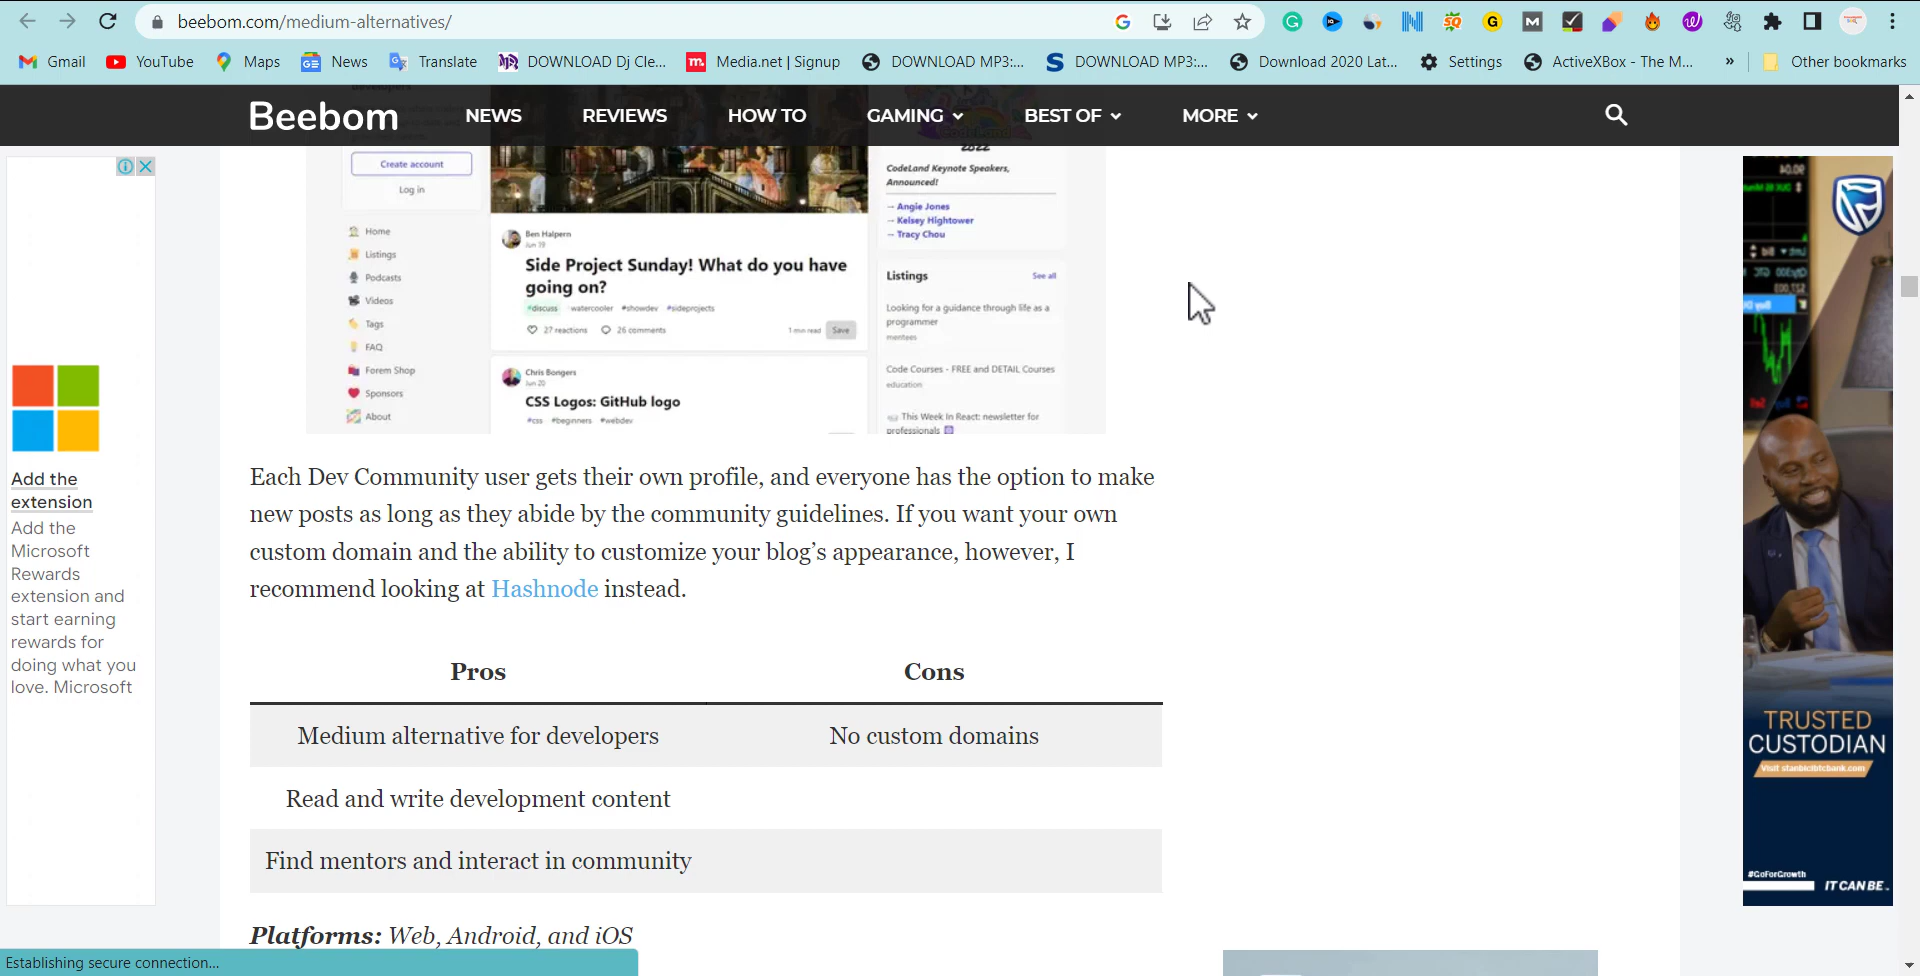 beebom.com/medium-alternatives/
Gmail
YouTube
Maps
News
Translate
DOWNLOAD Dj Cle...
Media.net | Signup
DOWNLOAD MP3:...
DOWNLOAD MP3:...
Download 2020 Lat...
Settings
ActiveXBox - The M...
»
Other bookmarks
Beebom
NEWS
REVIEWS
HOW TO
GAMING
BEST OF
MORE
Create account
Log in
Home
Listings
Podcasts
Videos
Tags
FAQ
Forem Shop
Sponsors
About
Ben Halpern
Jun 19
Side Project Sunday! What do you have
going on?
#discuss #watercooler #showdev #sideprojects
27 reactions 26 comments
1 min read
Save
Chris Bongers
Jun 20
CSS Logos: GitHub logo
#css #beginners #webdev
2022
CodeLand Keynote Speakers,
Announced!
→ Angie Jones
→ Kelsey Hightower
→ Tracy Chou
Listings
See all
Looking for a guidance through life as a
programmer
mentees
Code Courses - FREE and DETAIL Courses
education
This Week In React: newsletter for
professionals
Add the
extension
Add the
Microsoft
Rewards
extension and
start earning
rewards for
doing what you
love. Microsoft
Each Dev Community user gets their own profile, and everyone has the option to make
new posts as long as they abide by the community guidelines. If you want your own
custom domain and the ability to customize your blog’s appearance, however, I
recommend looking at Hashnode instead.
Pros Cons
Medium alternative for developers No custom domains
Read and write development content
Find mentors and interact in community
Platforms: Web, Android, and iOS
TRUSTED
CUSTODIAN
Visit stanbicibtcbank.com
#GoForGrowth
IT CAN BE.
Establishing secure connection...